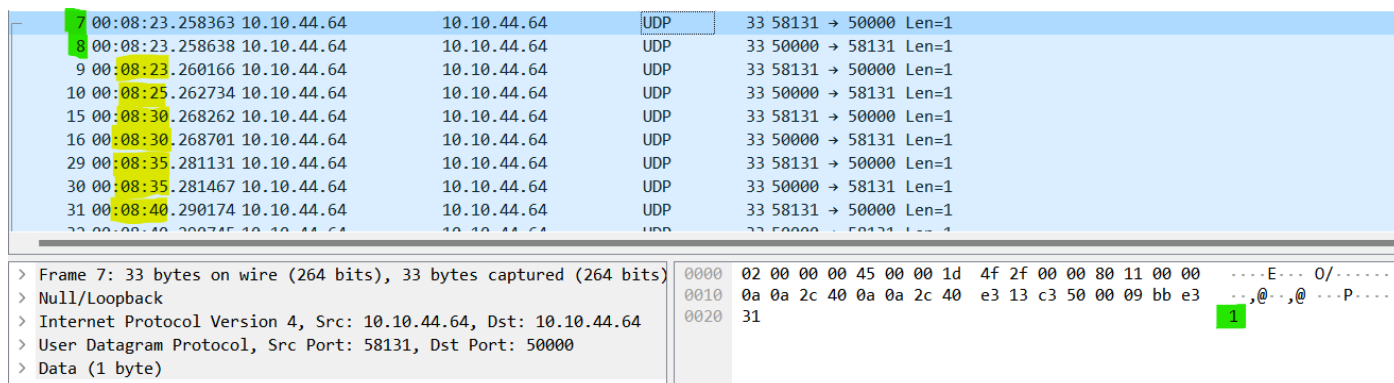 7 00:08:23.258363 10.10.44.64 10.10.44.64 UDP 33 58131 → 50000 Len=1
8 00:08:23.258638 10.10.44.64 10.10.44.64 UDP 33 50000 → 58131 Len=1
9 00:08:23.260166 10.10.44.64 10.10.44.64 UDP 33 58131 → 50000 Len=1
10 00:08:25.262734 10.10.44.64 10.10.44.64 UDP 33 50000 → 58131 Len=1
15 00:08:30.268262 10.10.44.64 10.10.44.64 UDP 33 58131 → 50000 Len=1
16 00:08:30.268701 10.10.44.64 10.10.44.64 UDP 33 50000 → 58131 Len=1
29 00:08:35.281131 10.10.44.64 10.10.44.64 UDP 33 58131 → 50000 Len=1
30 00:08:35.281467 10.10.44.64 10.10.44.64 UDP 33 50000 → 58131 Len=1
31 00:08:40.290174 10.10.44.64 10.10.44.64 UDP 33 58131 → 50000 Len=1
> Frame 7: 33 bytes on wire (264 bits), 33 bytes captured (264 bits)
> Null/Loopback
> Internet Protocol Version 4, Src: 10.10.44.64, Dst: 10.10.44.64
> User Datagram Protocol, Src Port: 58131, Dst Port: 50000
> Data (1 byte)
0000 02 00 00 00 45 00 00 1d 4f 2f 00 00 80 11 00 00 ····E··· O/······
0010 0a 0a 2c 40 0a 0a 2c 40 e3 13 c3 50 00 09 bb e3 ··,@··,@ ···P····
0020 31 1